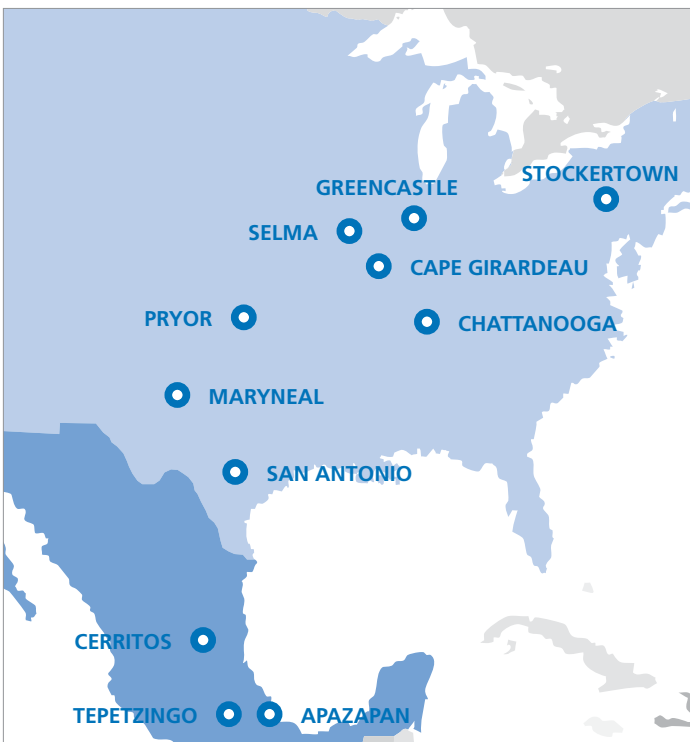 STOCKERTOWN
GREENCASTLE
SELMA
CAPE GIRARDEAU
PRYOR
CHATTANOOGA
MARYNEAL
SAN ANTONIO
CERRITOS
TEPETZINGO
APAZAPAN